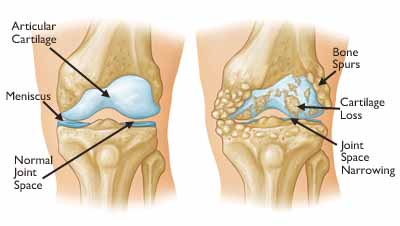 Articular
Cartilage
Meniscus
Normal
Joint
Space
Bone
Spurs
Cartilage
Loss
Joint
Space
Narrowing